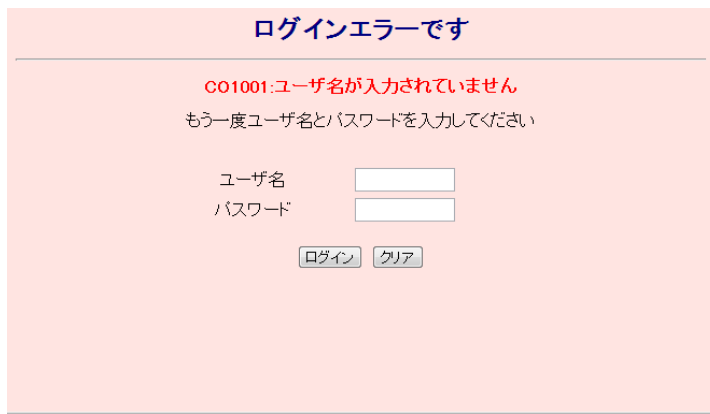 ログインエラーです
CO1001:ユーザ名が入力されていません
もう一度ユーザ名とパスワードを入力してください
ユーザ名
パスワード
ログイン クリア